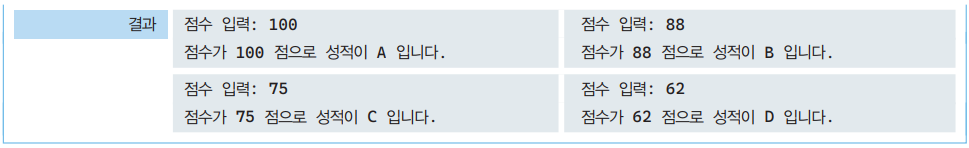 결과
점수 입력: 100
점수가 100 점으로 성적이 A 입니다.
점수 입력: 88
점수가 88 점으로 성적이 B 입니다.
점수 입력: 75
점수가 75 점으로 성적이 C 입니다.
점수 입력: 62
점수가 62 점으로 성적이 D 입니다.